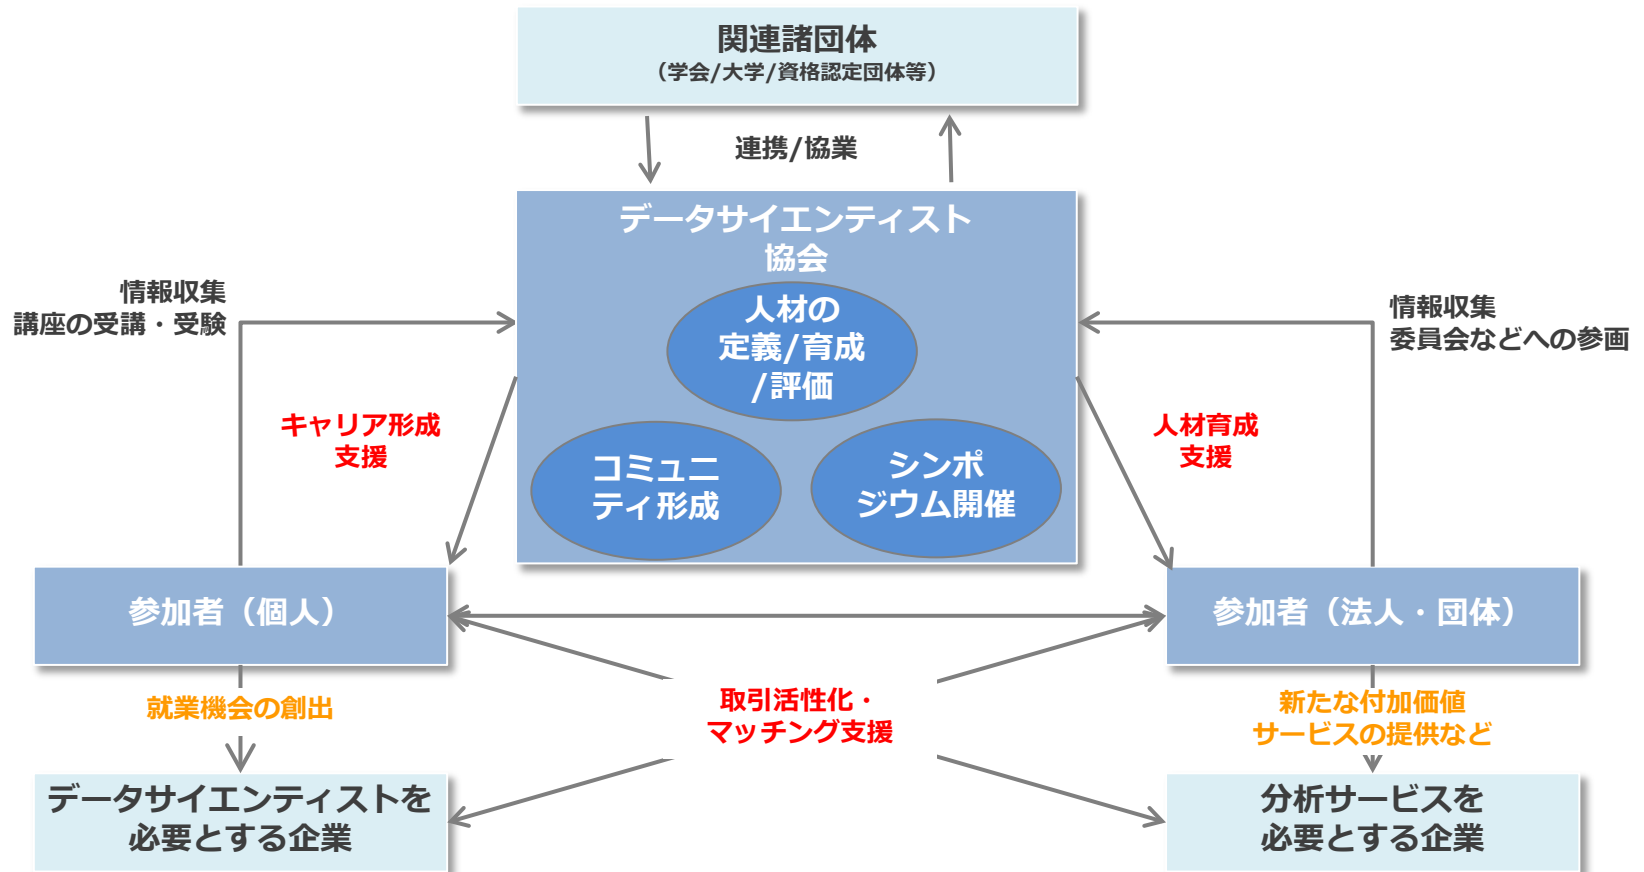 関連諸団体
（学会/大学/資格認定団体等）
連携/協業
データサイエンティスト
協会
人材の
定義/育成
/評価
コミュニ
ティ形成
シンポ
ジウム開催
情報収集
講座の受講・受験
情報収集
委員会などへの参画
キャリア形成
支援
人材育成
支援
参加者（個人）
参加者（法人・団体）
就業機会の創出
取引活性化・
マッチング支援
新たな付加価値
サービスの提供など
データサイエンティストを
必要とする企業
分析サービスを
必要とする企業